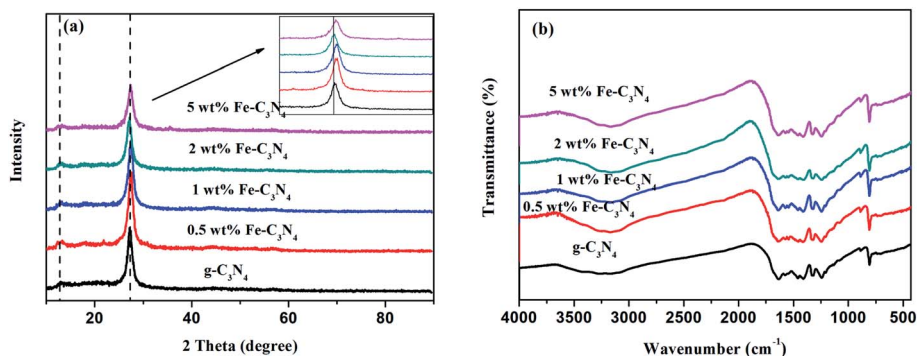 (a)
5 wt% Fe-C₃N₄
2 wt% Fe-C₃N₄
1 wt% Fe-C₃N₄
0.5 wt% Fe-C₃N₄
g-C₃N₄
Intensity
20 40 60 80
2 Theta (degree)
(b)
5 wt% Fe-C₃N₄
2 wt% Fe-C₃N₄
1 wt% Fe-C₃N₄
0.5 wt% Fe-C₃N₄
g-C₃N₄
Transmittance (%)
4000 3500 3000 2500 2000 1500 1000 500
Wavenumber (cm⁻¹)